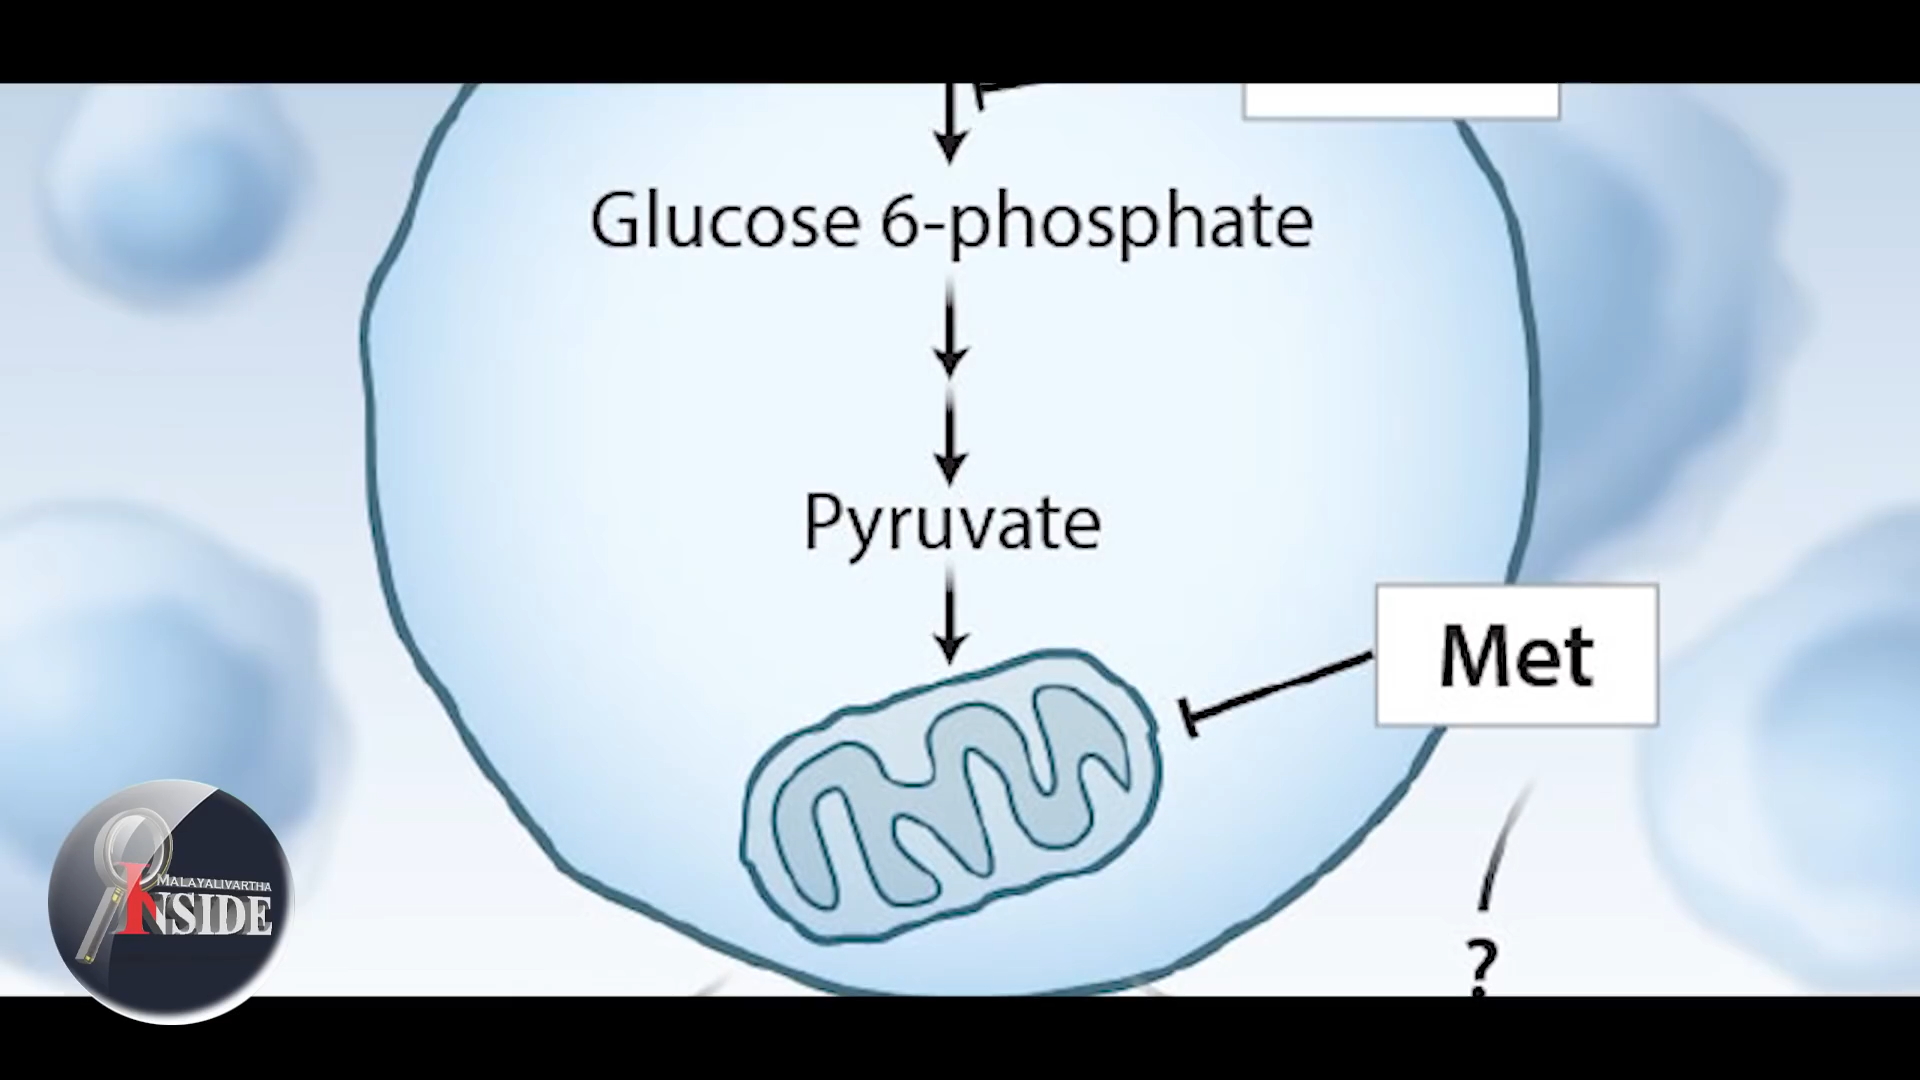 Glucose 6-phosphate
Pyruvate
Met
?
MALAYALIVARTHA
INSIDE